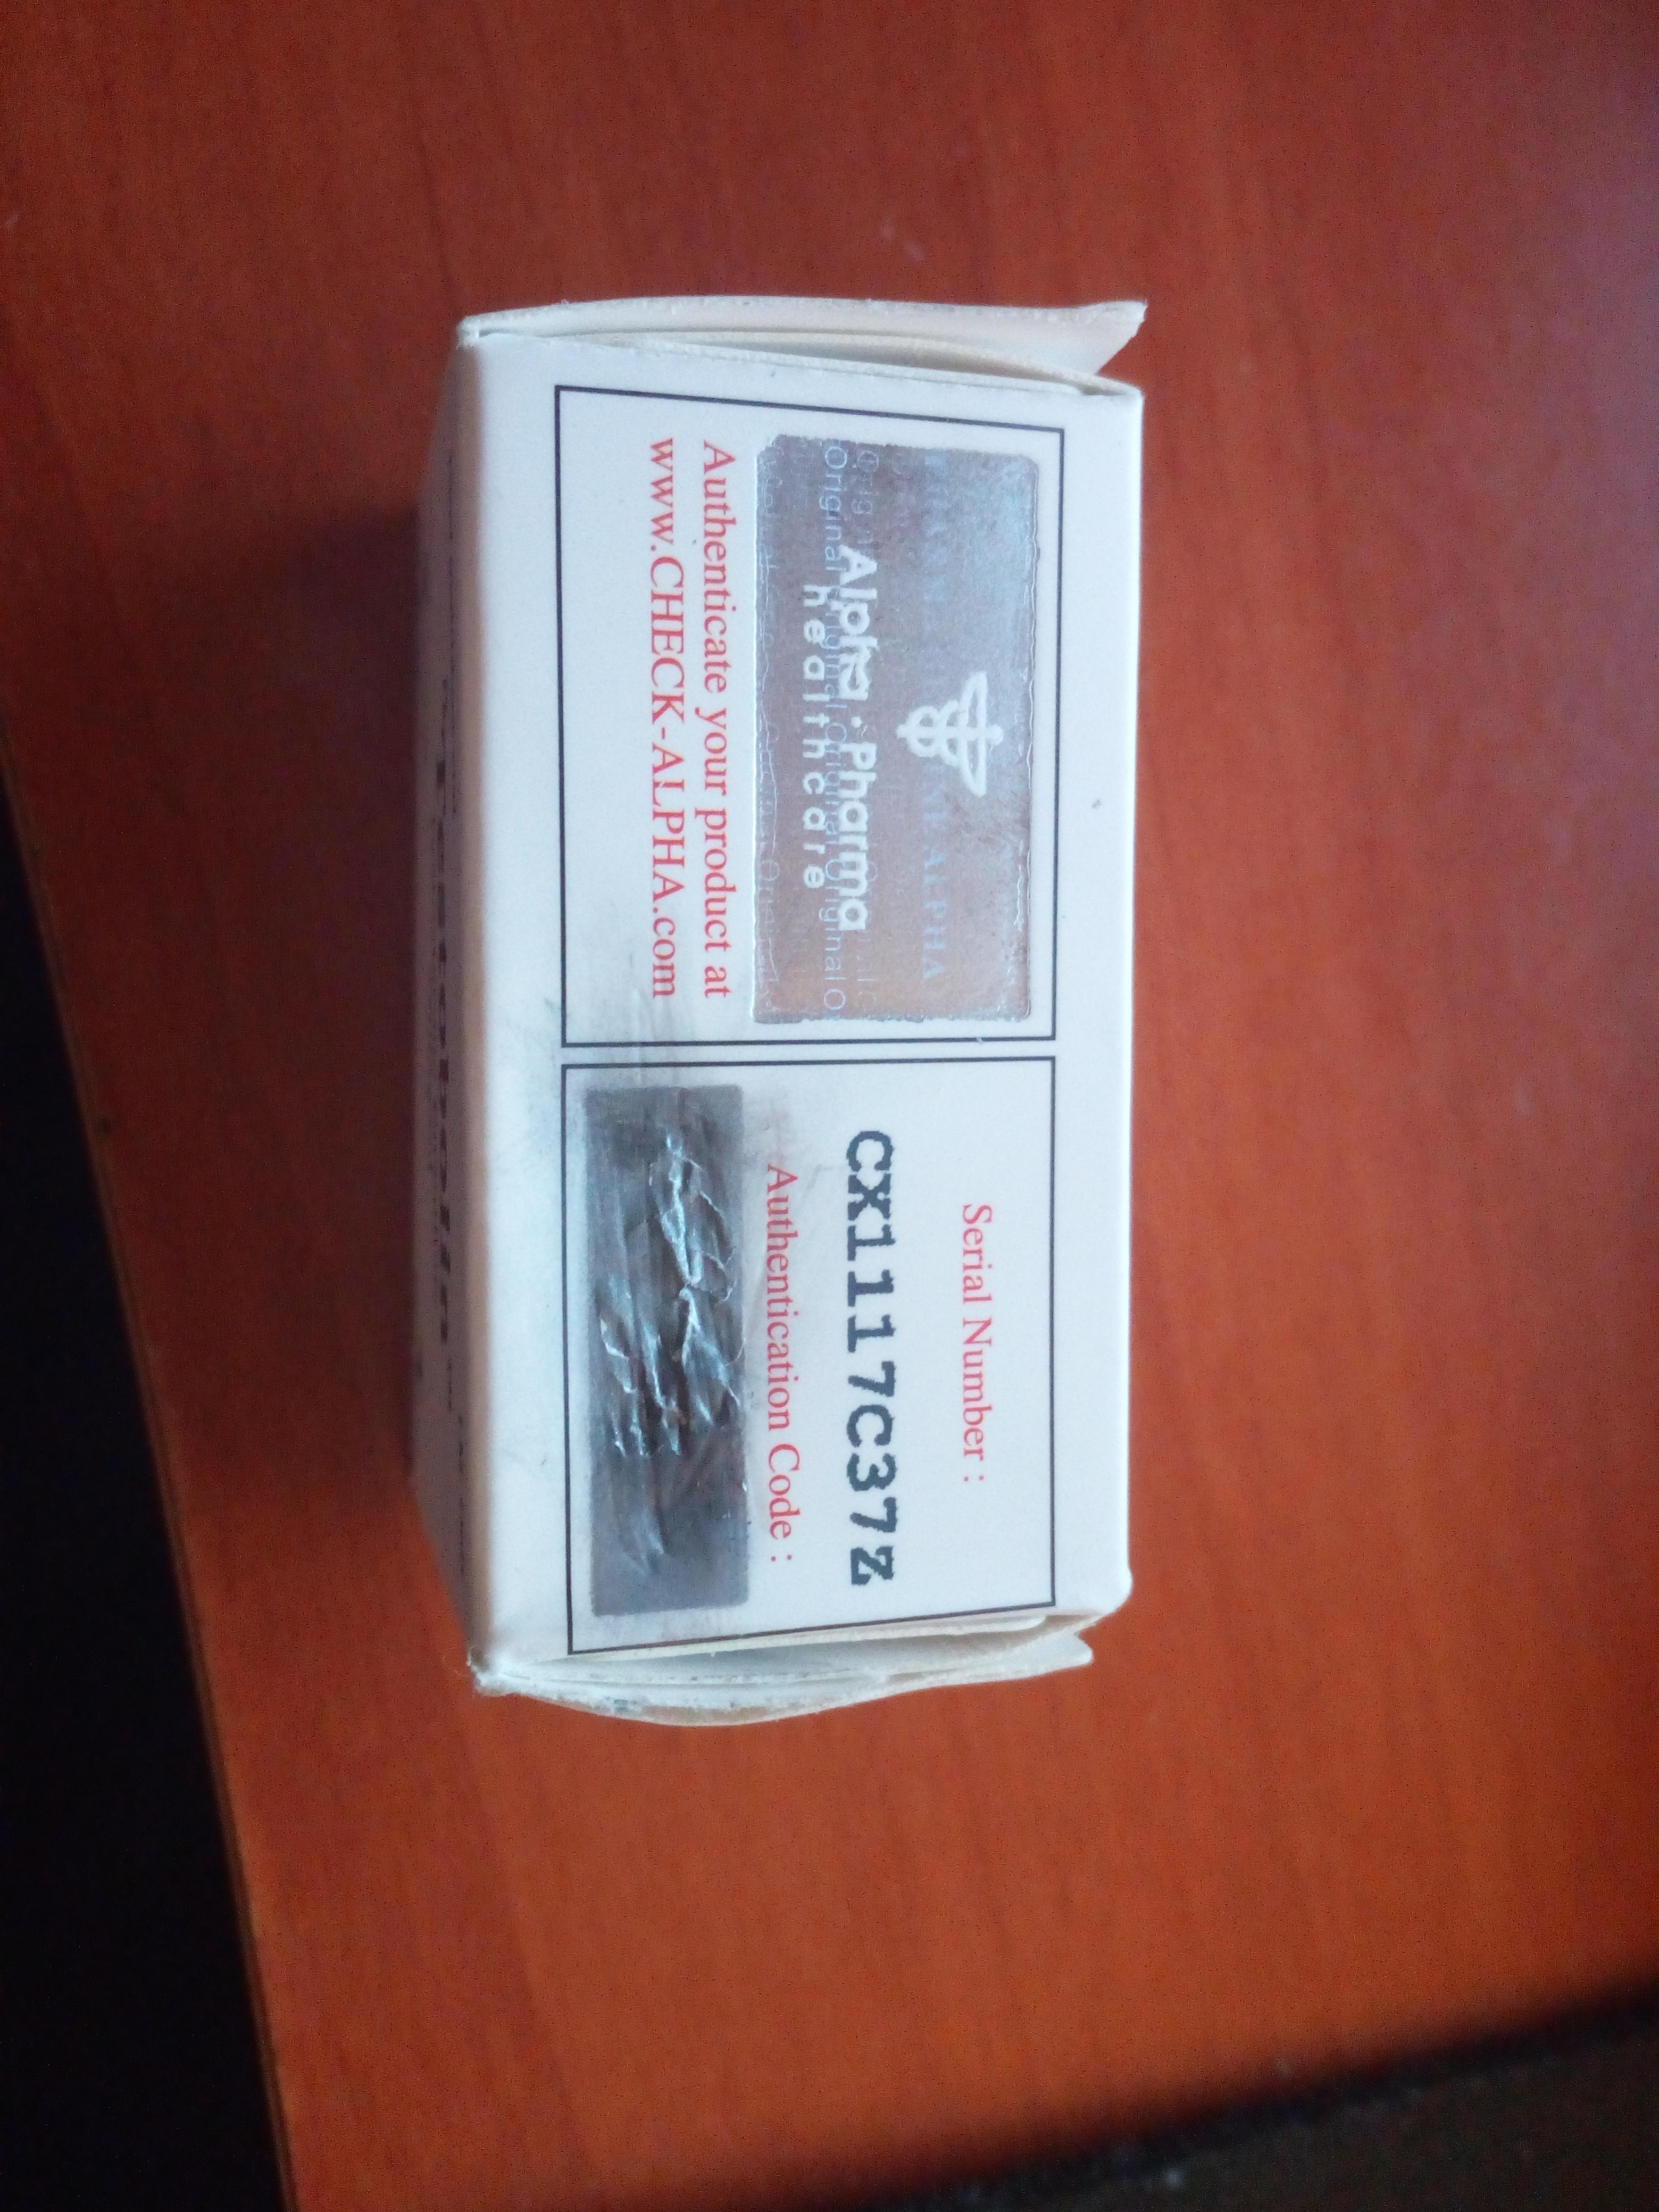 Alpha-Pharma
healthcare
Authenticate your product at
www.CHECK-ALPHA.com
Serial Number :
CX1117C37Z
Authentication Code :